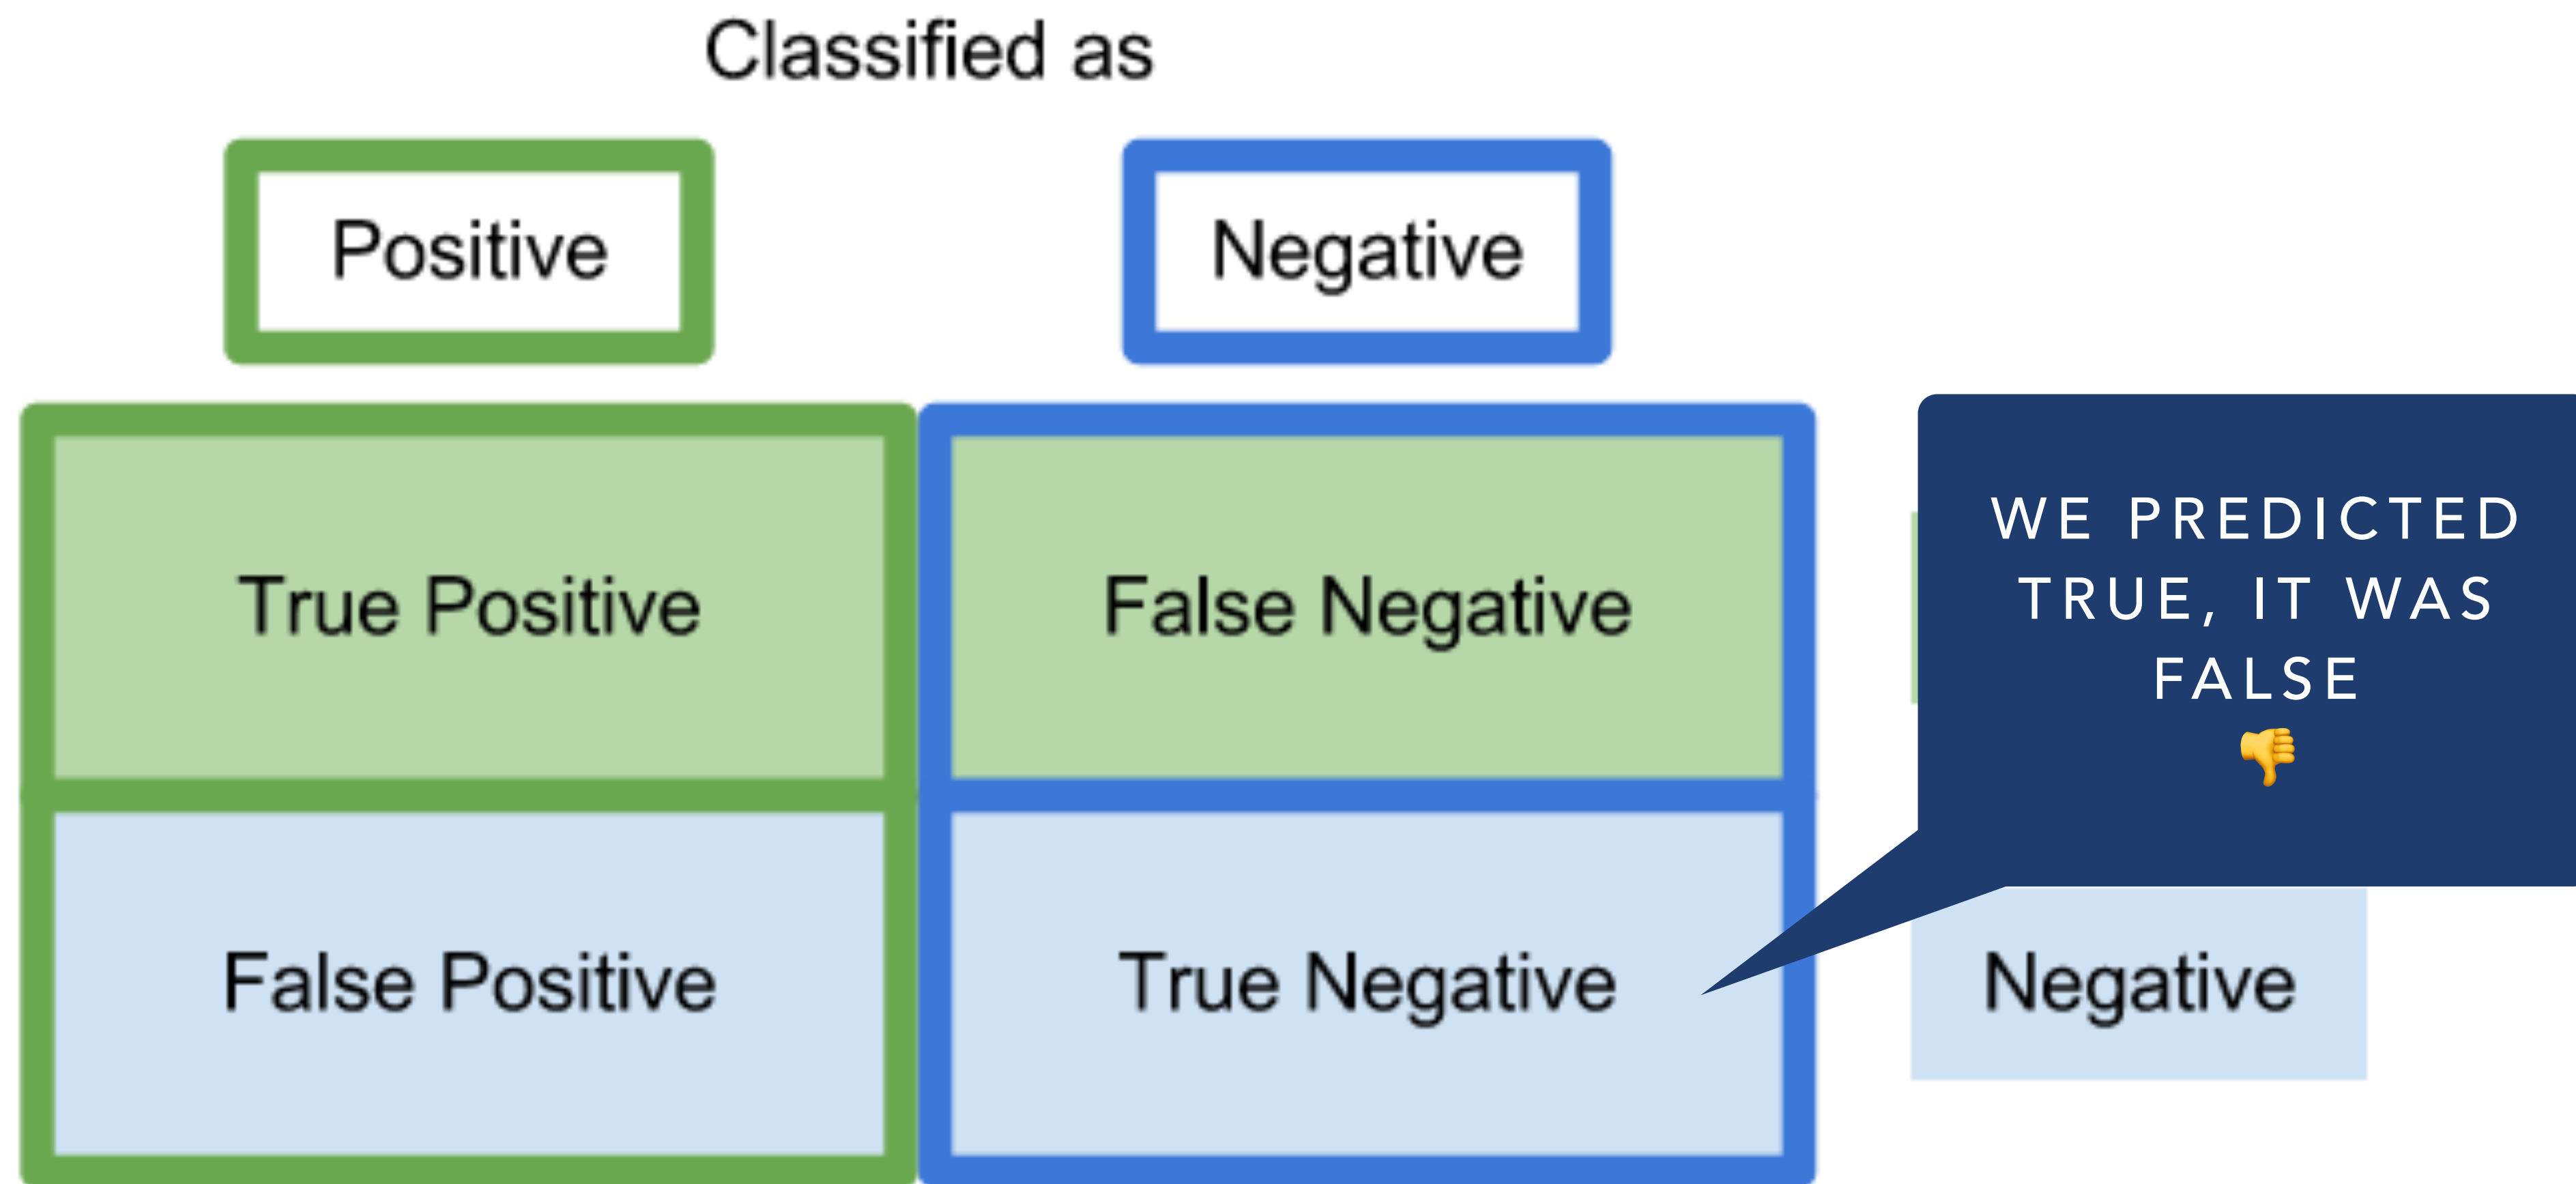 Classified as
Positive
Negative
True Positive
False Negative
WE PREDICTED
TRUE, IT WAS
FALSE
👎
False Positive
True Negative
Negative